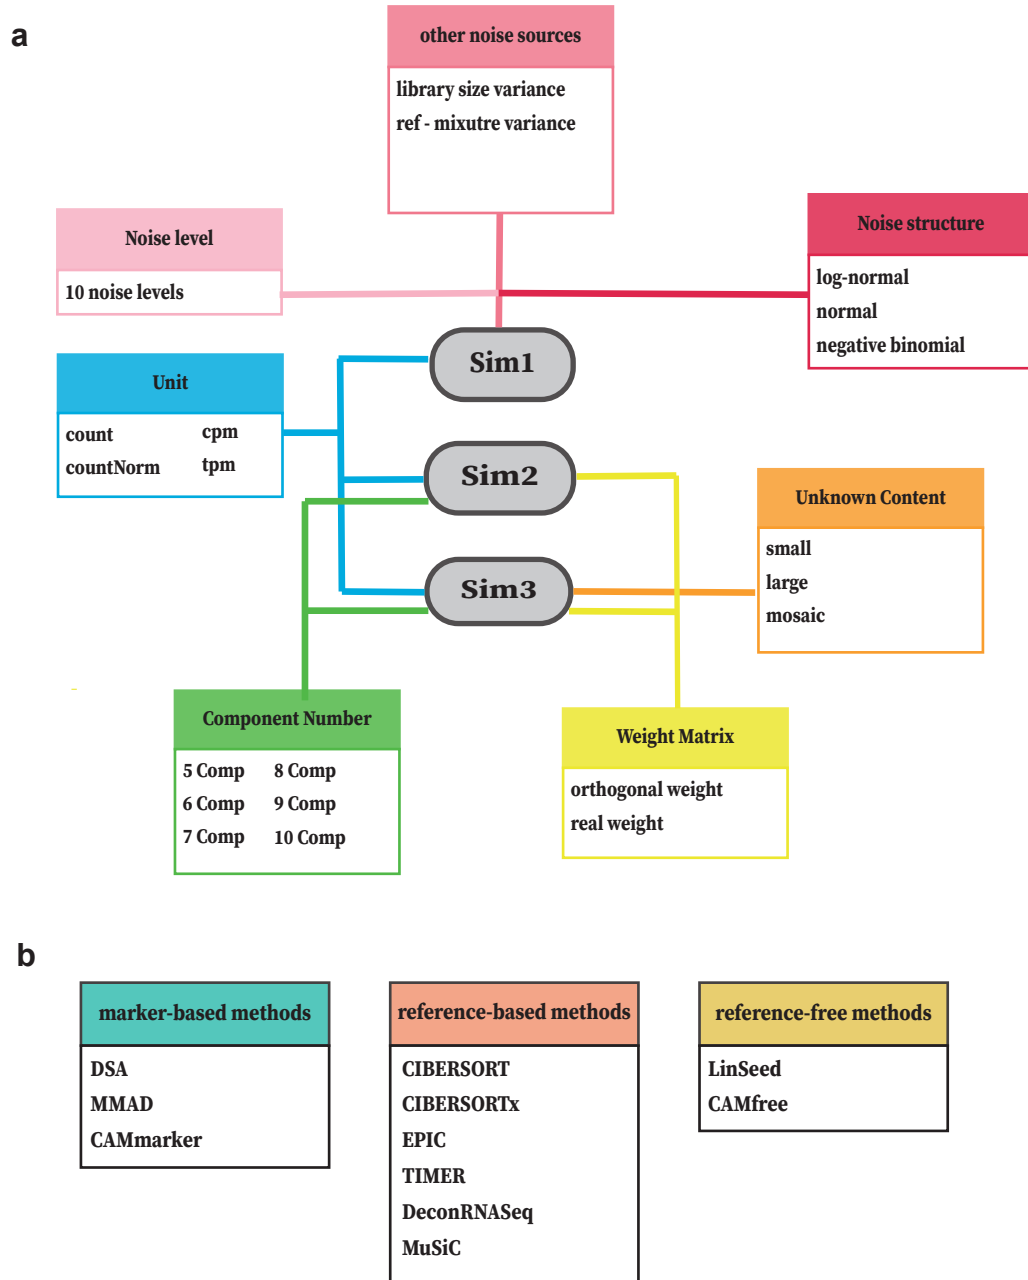 a
other noise sources
library size variance
ref - mixutre variance
Noise level
10 noise levels
Noise structure
log-normal
normal
negative binomial
Sim1
Unit
count cpm
countNorm tpm
Sim2
Unknown Content
small
large
mosaic
Sim3
Component Number
5 Comp 8 Comp
6 Comp 9 Comp
7 Comp 10 Comp
Weight Matrix
orthogonal weight
real weight
b
marker-based methods
DSA
MMAD
CAMmarker
reference-based methods
CIBERSORT
CIBERSORTx
EPIC
TIMER
DeconRNASeq
MuSiC
reference-free methods
LinSeed
CAMfree